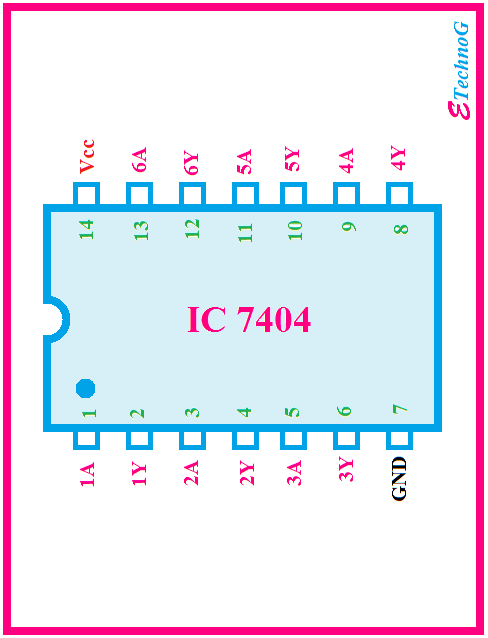 ETechnoG
Vcc 6A 6Y 5A 5Y 4A 4Y
14 13 12 11 10 9 8
IC 7404
1 2 3 4 5 6 7
1A 1Y 2A 2Y 3A 3Y GND